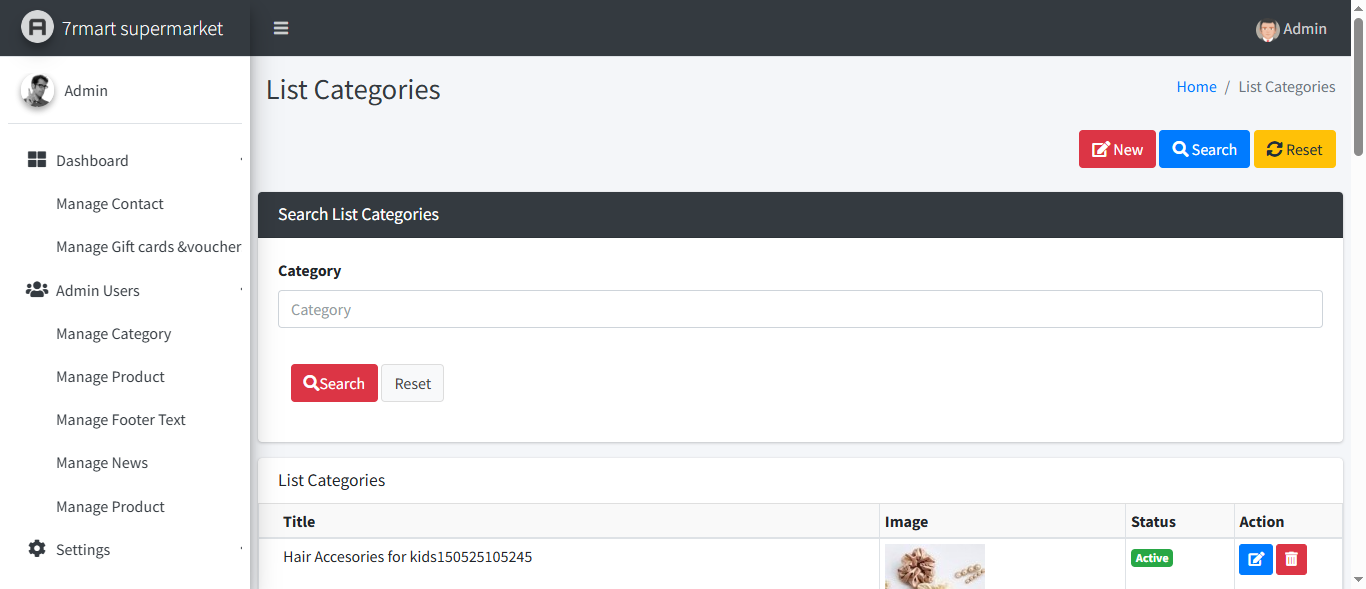 7rmart supermarket
Admin
Admin
List Categories
Home / List Categories
New
Search
Reset
Dashboard
Manage Contact
Manage Gift cards &voucher
Admin Users
Manage Category
Manage Product
Manage Footer Text
Manage News
Manage Product
Settings
Search List Categories
Category
Category
Search
Reset
List Categories
Title Image Status Action
Hair Accesories for kids150525105245 Active